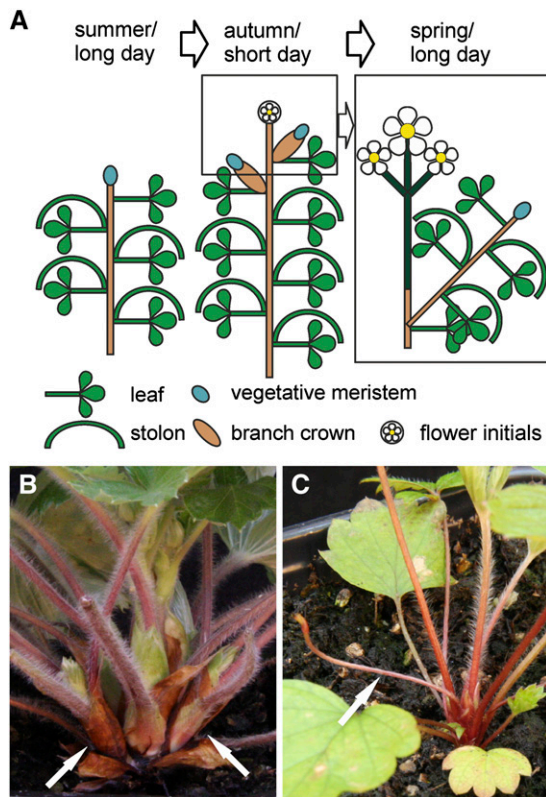 A
summer/ autumn/ spring/
long day short day long day
leaf vegetative meristem
stolon branch crown flower initials
B C